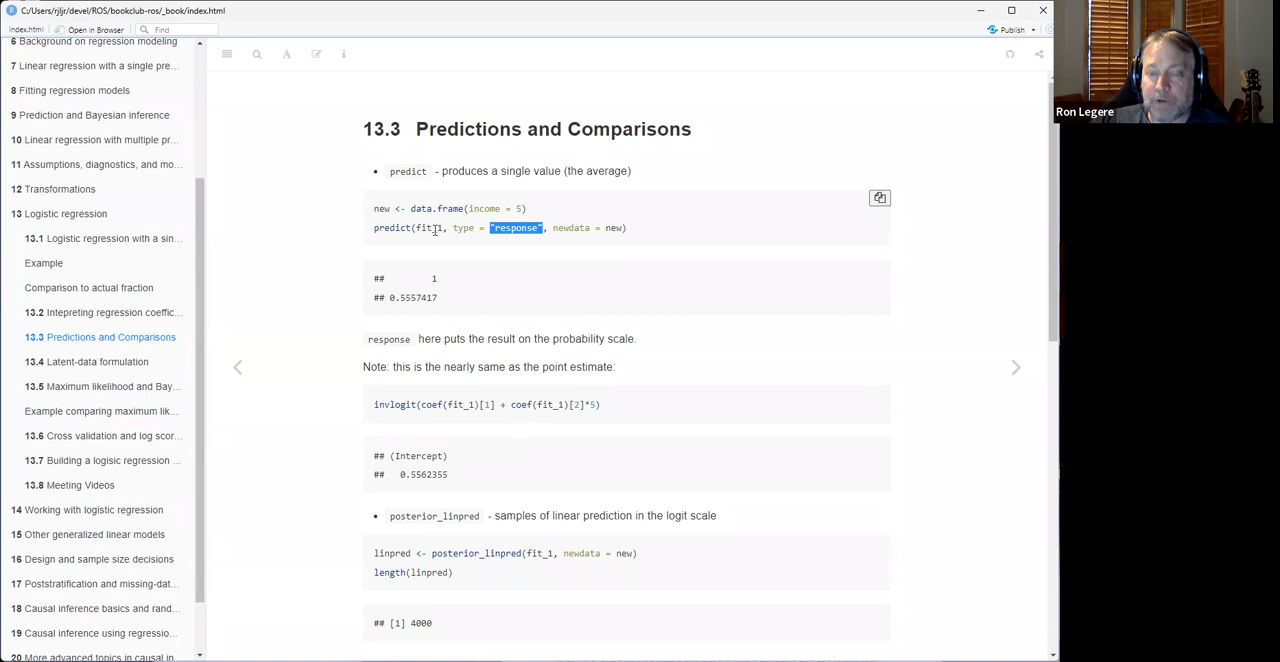 C:/Users/rjljr/devel/ROS/bookclub-ros/_book/index.html
index.html
Open in Browser
Find
Publish
6 Background on regression modeling
7 Linear regression with a single pre...
8 Fitting regression models
9 Prediction and Bayesian inference
10 Linear regression with multiple pr...
11 Assumptions, diagnostics, and mo...
12 Transformations
13 Logistic regression
13.1 Logistic regression with a sin...
Example
Comparison to actual fraction
13.2 Intepreting regression coeffic...
13.3 Predictions and Comparisons
13.4 Latent-data formulation
13.5 Maximum likelihood and Bay...
Example comparing maximum lik...
13.6 Cross validation and log scor...
13.7 Building a logisic regression ...
13.8 Meeting Videos
14 Working with logistic regression
15 Other generalized linear models
16 Design and sample size decisions
17 Poststratification and missing-dat...
18 Causal inference basics and rand...
19 Causal inference using regressio...
20 More advanced topics in causal in
13.3 Predictions and Comparisons
• predict - produces a single value (the average)
new <- data.frame(income = 5)
predict(fit_1, type = "response", newdata = new)
## 1
## 0.5557417
response here puts the result on the probability scale.
Note: this is the nearly same as the point estimate:
invlogit(coef(fit_1)[1] + coef(fit_1)[2]*5)
## (Intercept)
## 0.5562355
• posterior_linpred - samples of linear prediction in the logit scale
linpred <- posterior_linpred(fit_1, newdata = new)
length(linpred)
## [1] 4000
Ron Legere